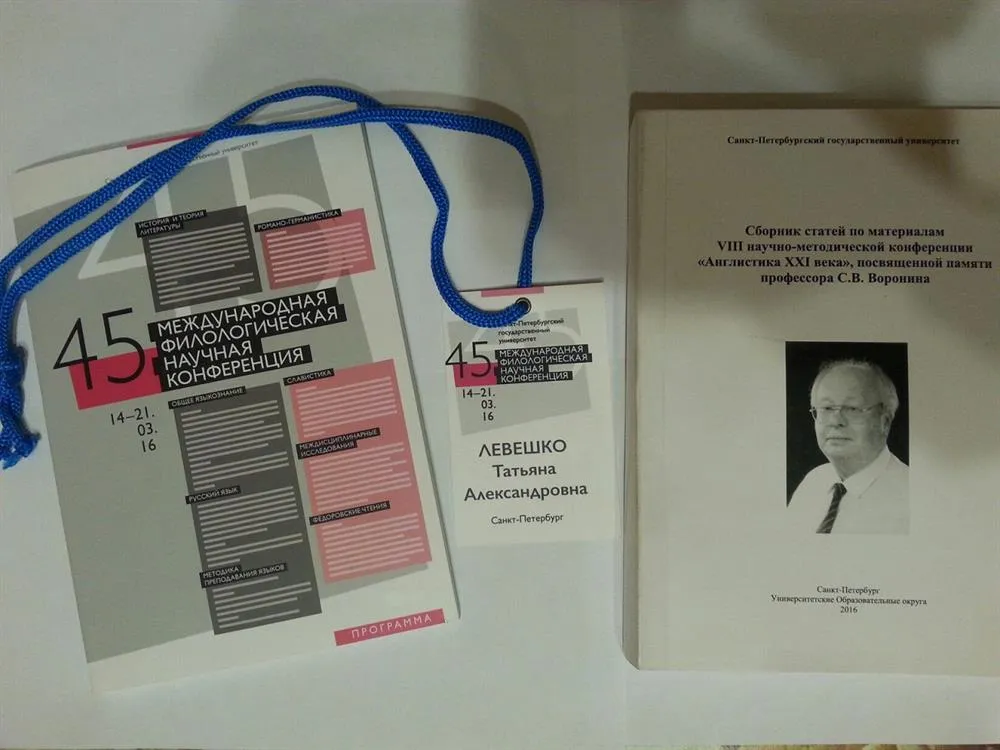 ственный университет
45
ИСТОРИЯ И ТЕОРИЯ
ЛИТЕРАТУРЫ
РОМАНО-ГЕРМАНИСТИКА
45.
МЕЖДУНАРОДНАЯ
ФИЛОЛОГИЧЕСКАЯ
НАУЧНАЯ
КОНФЕРЕНЦИЯ
14–21.
03.
16
ОБЩЕЕ ЯЗЫКОЗНАНИЕ
СЛАВИСТИКА
МЕЖДИСЦИПЛИНАРНЫЕ
ИССЛЕДОВАНИЯ
РУССКИЙ ЯЗЫК
ФЕДОРОВСКИЕ ЧТЕНИЯ
МЕТОДИКА
ПРЕПОДАВАНИЯ ЯЗЫКОВ
ПРОГРАММА
Санкт-Петербургский
государственный
университет
45.
МЕЖДУНАРОДНАЯ
ФИЛОЛОГИЧЕСКАЯ
НАУЧНАЯ
КОНФЕРЕНЦИЯ
14–21.
03.
16
ЛЕВЕШКО
Татьяна
Александровна
Санкт-Петербург
Санкт-Петербургский государственный университет
Сборник статей по материалам
VIII научно-методической конференции
«Англистика XXI века», посвященной памяти
профессора С.В. Воронина
Санкт-Петербург
Университетские Образовательные округа
2016